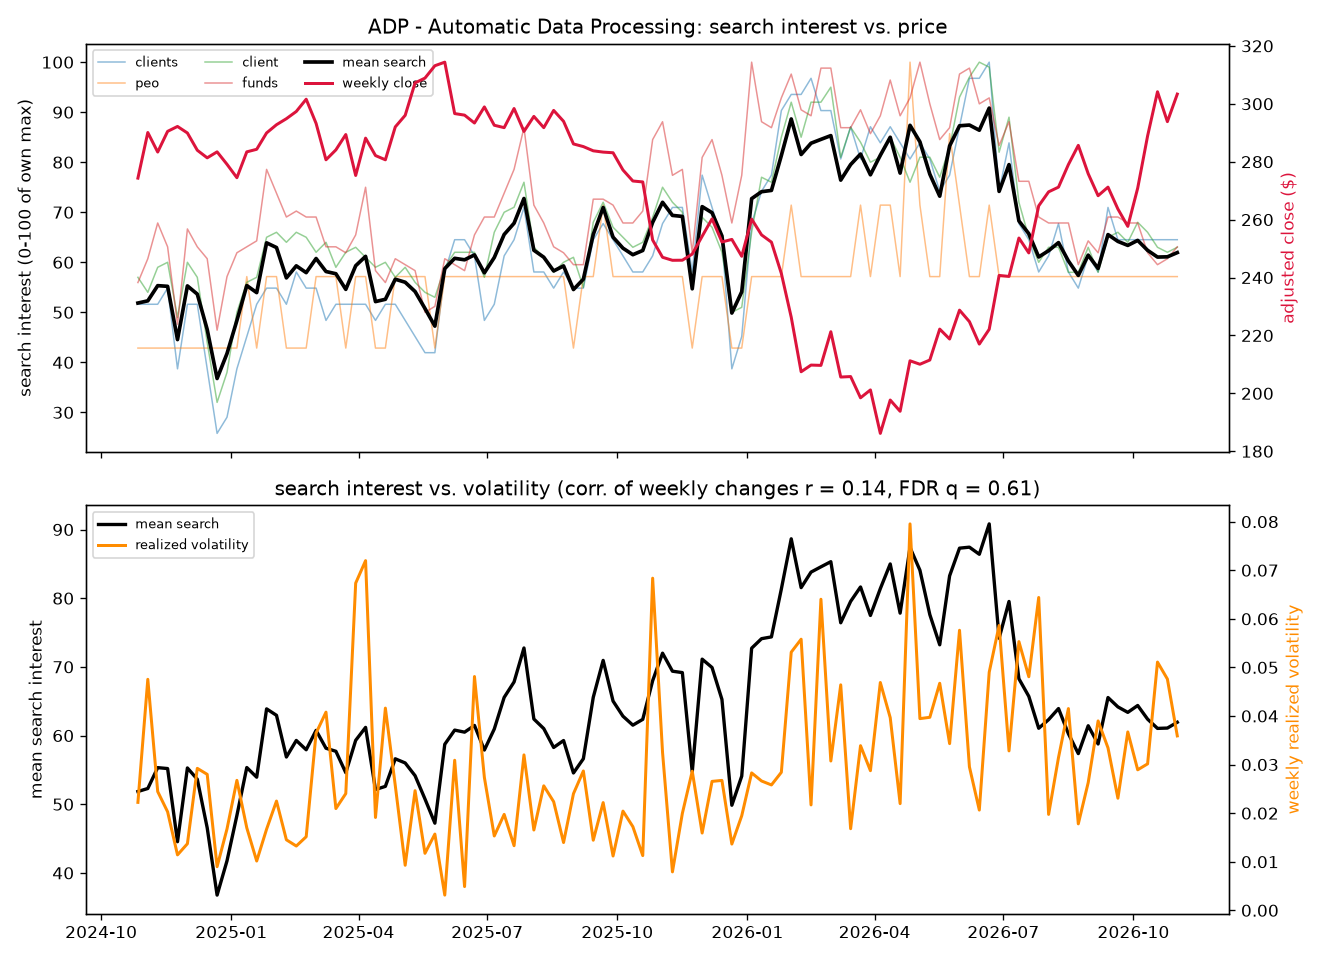 ADP - Automatic Data Processing: search interest vs. price
clients
peo
client
funds
mean search
weekly close
search interest (0-100 of own max)
100
90
80
70
60
50
40
30
320
300
280
260
240
220
200
180
adjusted close ($)
search interest vs. volatility (corr. of weekly changes r = 0.14, FDR q = 0.61)
mean search
realized volatility
mean search interest
90
80
70
60
50
40
0.08
0.07
0.06
0.05
0.04
0.03
0.02
0.01
0.00
weekly realized volatility
2024-10
2025-01
2025-04
2025-07
2025-10
2026-01
2026-04
2026-07
2026-10